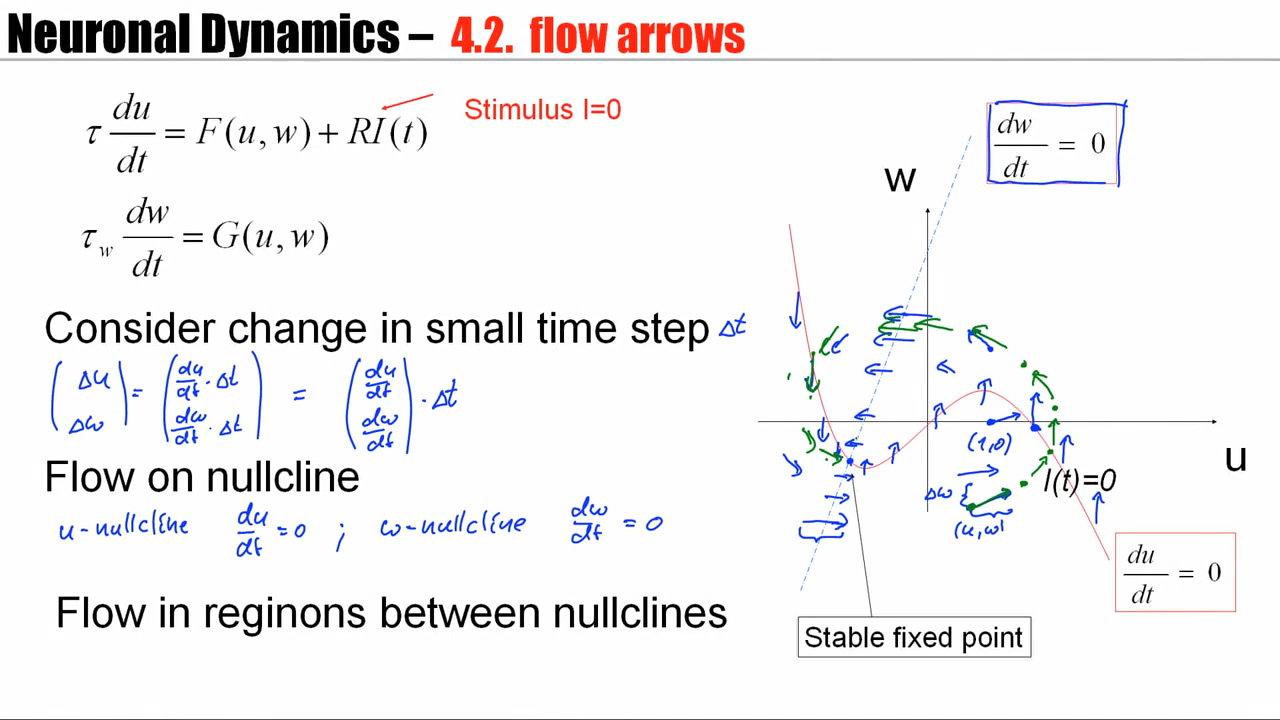 Neuronal Dynamics – 4.2. flow arrows
τ du/dt = F(u, w) + RI(t)
Stimulus I=0
τ_w dw/dt = G(u, w)
Consider change in small time step Δt
(Δu Δw) = (du/dt · Δt dw/dt · Δt) = (du/dt dw/dt) · Δt
Flow on nullcline
u-nullcline du/dt = 0 ; w-nullcline dw/dt = 0
Flow in reginons between nullclines
dw/dt = 0
w
(1,0)
u
I(t)=0
Δw
(u,w)
du/dt = 0
Stable fixed point